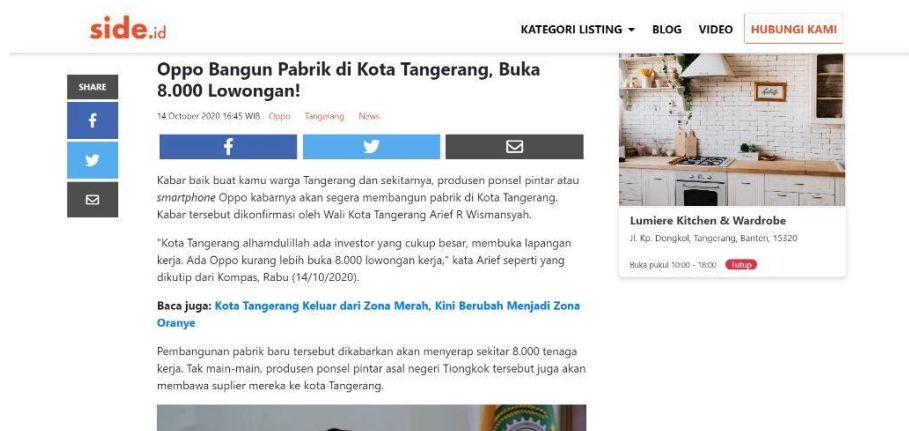 side.id
KATEGORI LISTING
BLOG
VIDEO
HUBUNGI KAMI
SHARE
Oppo Bangun Pabrik di Kota Tangerang, Buka
8.000 Lowongan!
14 October 2020 16:45 WIB Oppo Tangerang News
Kabar baik buat kamu warga Tangerang dan sekitarnya, produsen ponsel pintar atau
smartphone Oppo kabarnya akan segera membangun pabrik di Kota Tangerang.
Kabar tersebut dikonfirmasi oleh Wali Kota Tangerang Arief R Wismansyah.
"Kota Tangerang alhamdulillah ada investor yang cukup besar, membuka lapangan
kerja. Ada Oppo kurang lebih buka 8.000 lowongan kerja," kata Arief seperti yang
dikutip dari Kompas, Rabu (14/10/2020).
Baca juga: Kota Tangerang Keluar dari Zona Merah, Kini Berubah Menjadi Zona
Oranye
Pembangunan pabrik baru tersebut dikabarkan akan menyerap sekitar 8.000 tenaga
kerja. Tak main-main, produsen ponsel pintar asal negeri Tiongkok tersebut juga akan
membawa suplier mereka ke kota Tangerang.
Lumiere Kitchen & Wardrobe
Jl. Kp. Dongkol, Tangerang, Banten, 15320
Buka pukul 10:00 - 18:00 Tutup